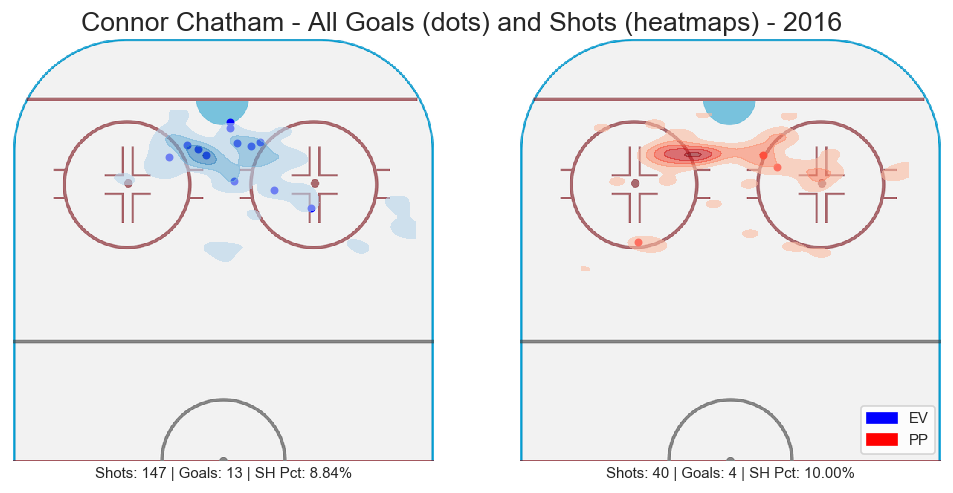 Connor Chatham - All Goals (dots) and Shots (heatmaps) - 2016
EV
PP
Shots: 147 | Goals: 13 | SH Pct: 8.84%
Shots: 40 | Goals: 4 | SH Pct: 10.00%